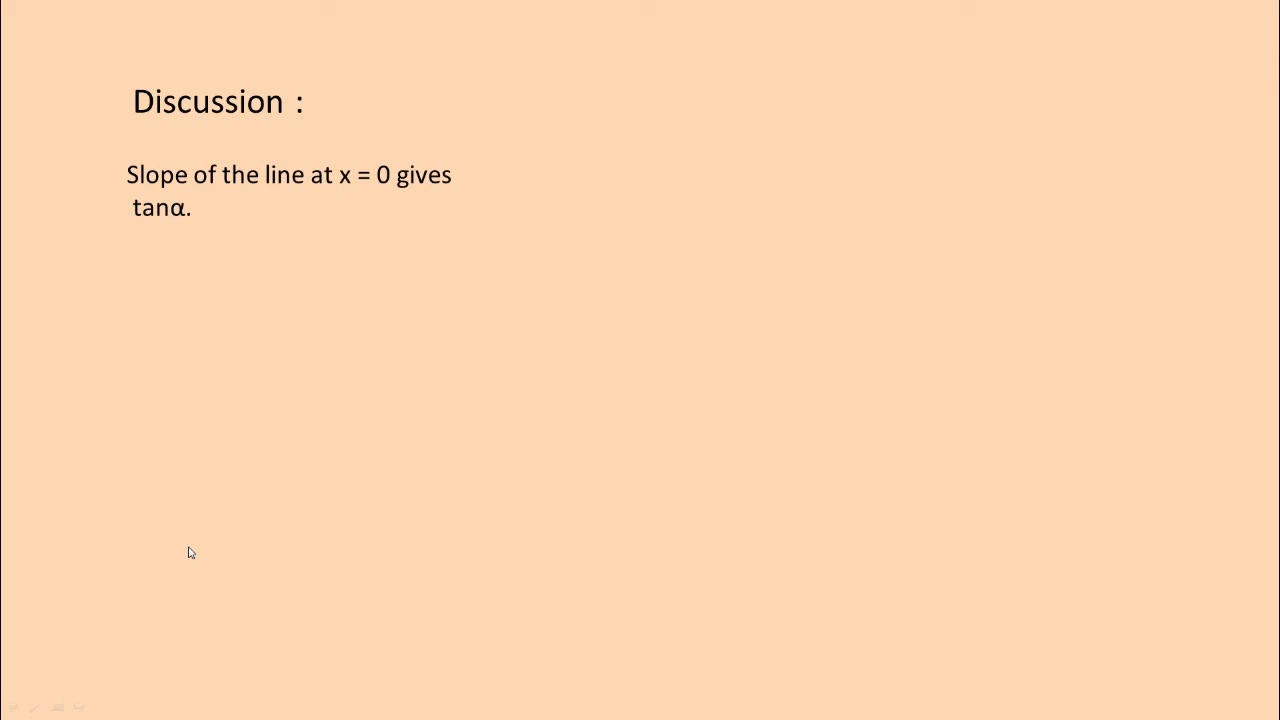 Discussion :
Slope of the line at x = 0 gives
tanα.